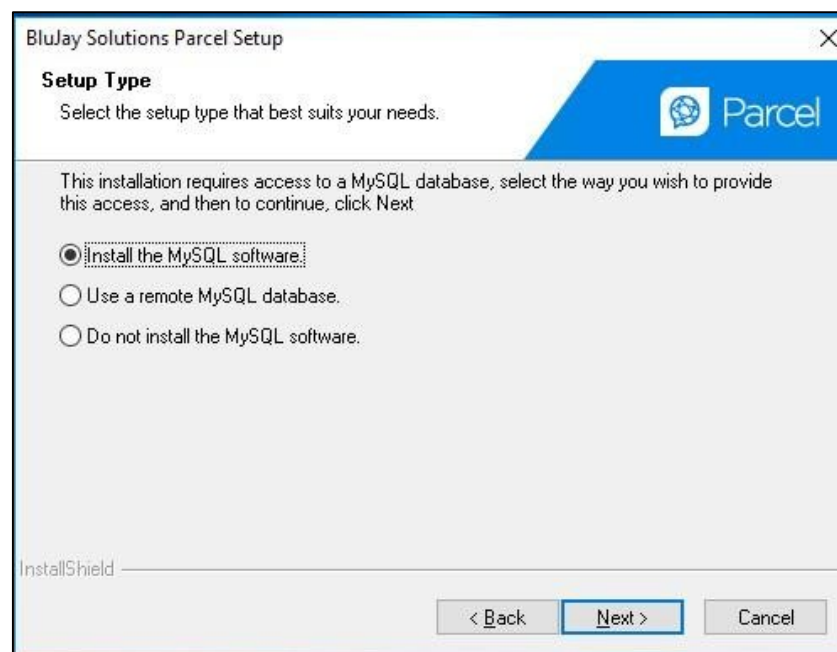 BluJay Solutions Parcel Setup
Setup Type
Select the setup type that best suits your needs.
Parcel
This installation requires access to a MySQL database, select the way you wish to provide
this access, and then to continue, click Next
Install the MySQL software.
Use a remote MySQL database.
Do not install the MySQL software.
InstallShield
< Back
Next >
Cancel